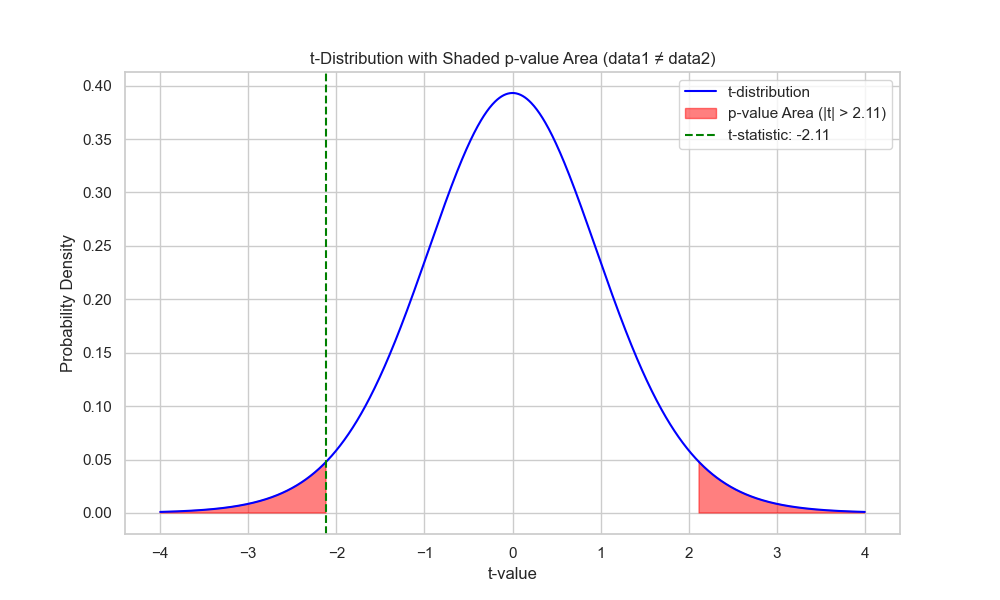 t-Distribution with Shaded p-value Area (data1 ≠ data2)
t-distribution
p-value Area (|t| > 2.11)
t-statistic: -2.11
Probability Density
0.40
0.35
0.30
0.25
0.20
0.15
0.10
0.05
0.00
−4 −3 −2 −1 0 1 2 3 4
t-value